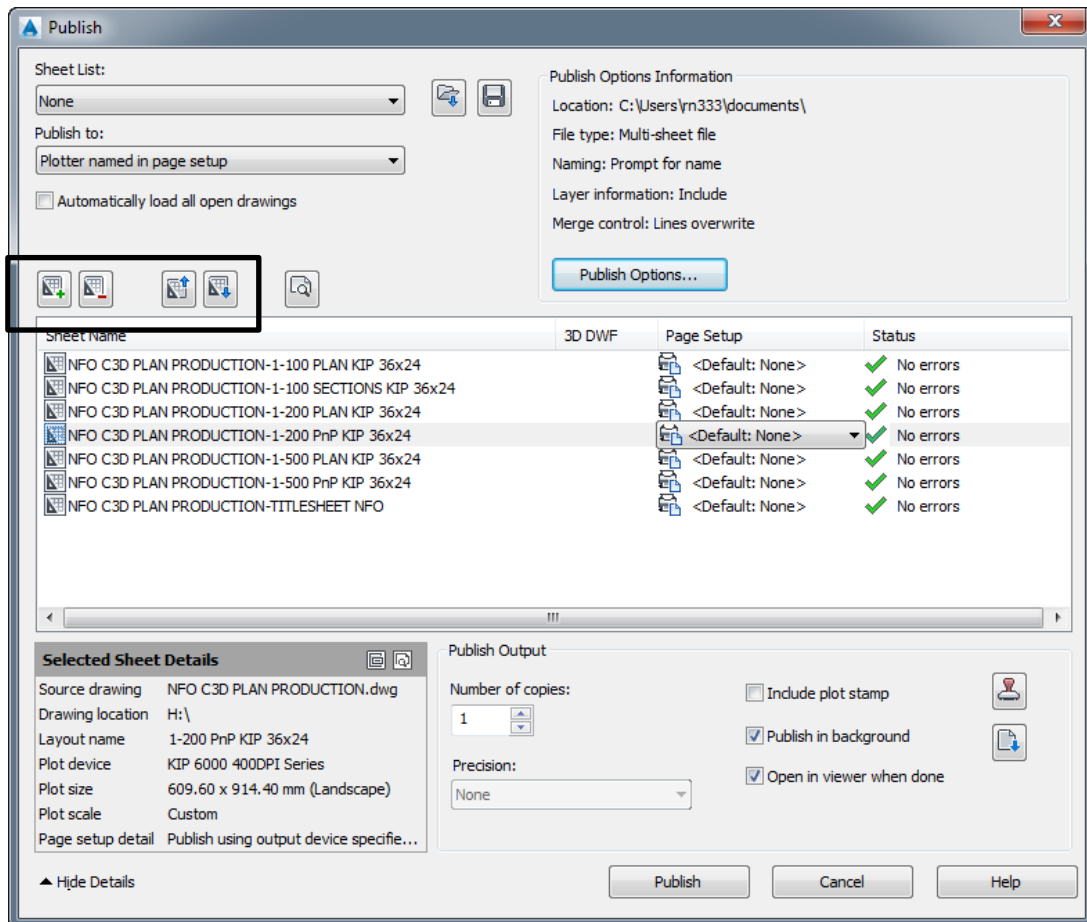 Publish
Sheet List:
None
Publish to:
Plotter named in page setup
Automatically load all open drawings
Publish Options Information
Location: C:\Users\rn333\documents\
File type: Multi-sheet file
Naming: Prompt for name
Layer information: Include
Merge control: Lines overwrite
Publish Options...
Sheet Name 3D DWF Page Setup Status
NFO C3D PLAN PRODUCTION-1-100 PLAN KIP 36x24 <Default: None> No errors
NFO C3D PLAN PRODUCTION-1-100 SECTIONS KIP 36x24 <Default: None> No errors
NFO C3D PLAN PRODUCTION-1-200 PLAN KIP 36x24 <Default: None> No errors
NFO C3D PLAN PRODUCTION-1-200 PnP KIP 36x24 <Default: None> No errors
NFO C3D PLAN PRODUCTION-1-500 PLAN KIP 36x24 <Default: None> No errors
NFO C3D PLAN PRODUCTION-1-500 PnP KIP 36x24 <Default: None> No errors
NFO C3D PLAN PRODUCTION-TITLESHEET NFO <Default: None> No errors
Selected Sheet Details
Source drawing NFO C3D PLAN PRODUCTION.dwg
Drawing location H:\
Layout name 1-200 PnP KIP 36x24
Plot device KIP 6000 400DPI Series
Plot size 609.60 x 914.40 mm (Landscape)
Plot scale Custom
Page setup detail Publish using output device specifie...
Publish Output
Number of copies:
1
Precision:
None
Include plot stamp
Publish in background
Open in viewer when done
Hide Details
Publish
Cancel
Help